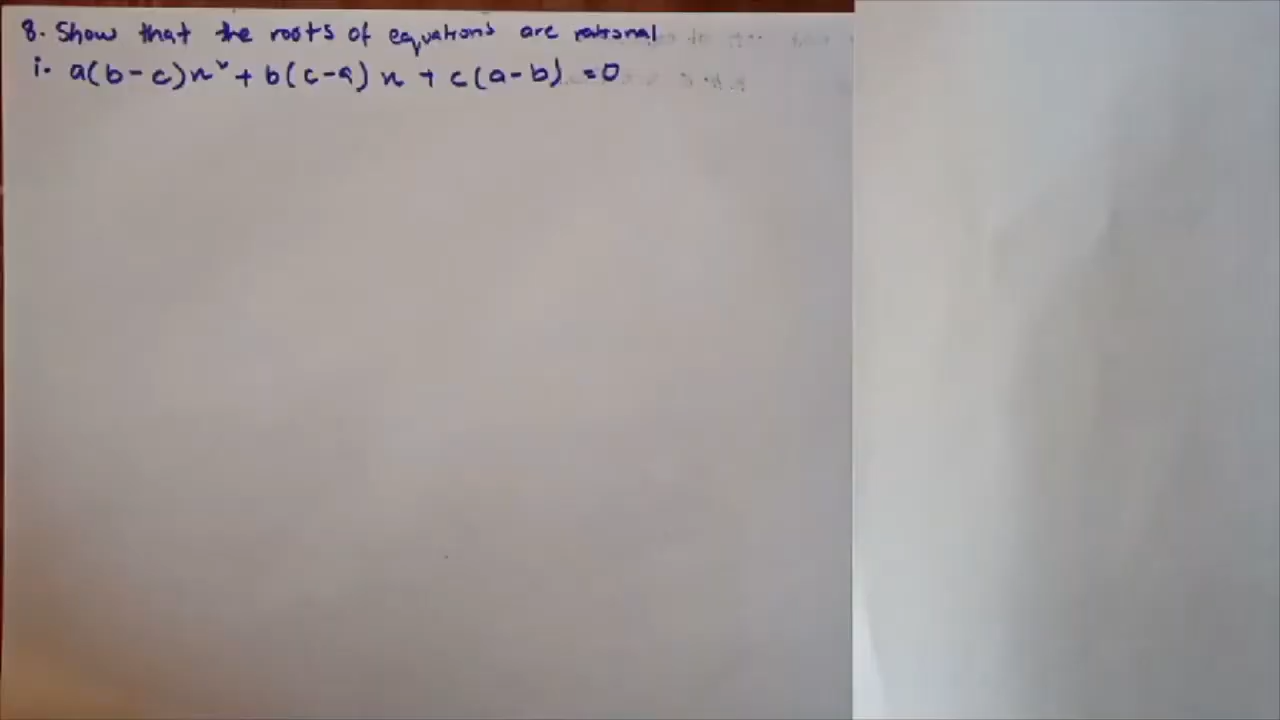 8. Show that the roots of equations are rational
i. a(b-c)x² + b(c-a)x + c(a-b) = 0